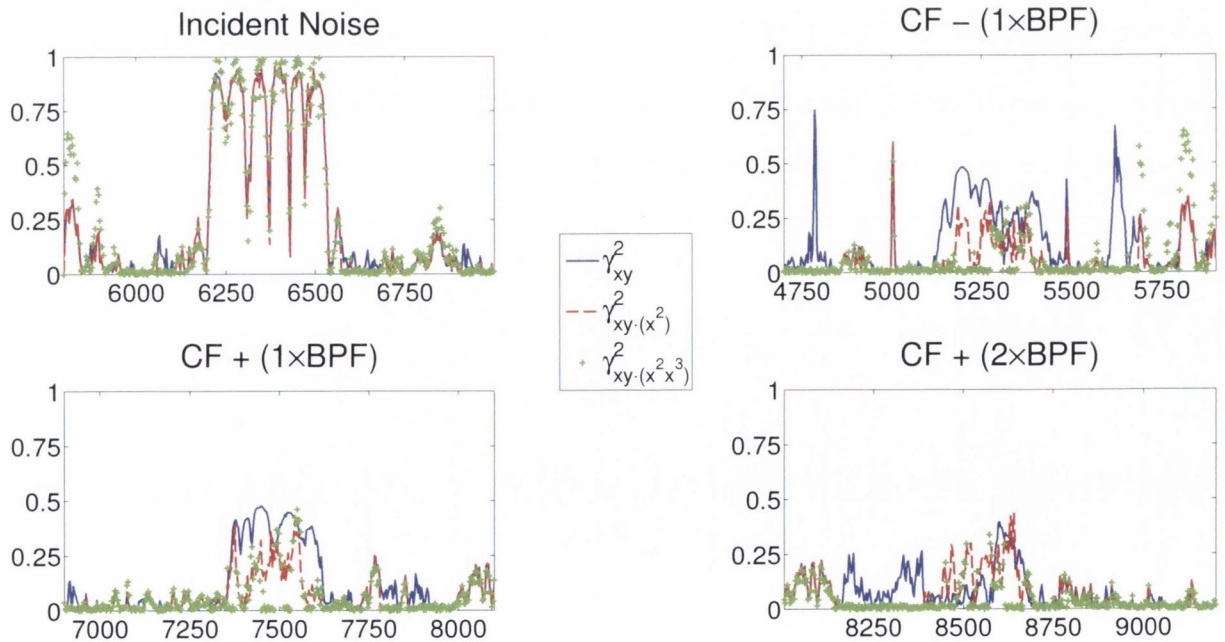 Incident Noise
1
0.75
0.5
0.25
0
6000 6250 6500 6750
CF – (1×BPF)
1
0.75
0.5
0.25
0
4750 5000 5250 5500 5750
γ²xy
γ²xy·(x²)
γ²xy·(x²x³)
CF + (1×BPF)
1
0.75
0.5
0.25
0
7000 7250 7500 7750 8000
CF + (2×BPF)
1
0.75
0.5
0.25
0
8250 8500 8750 9000